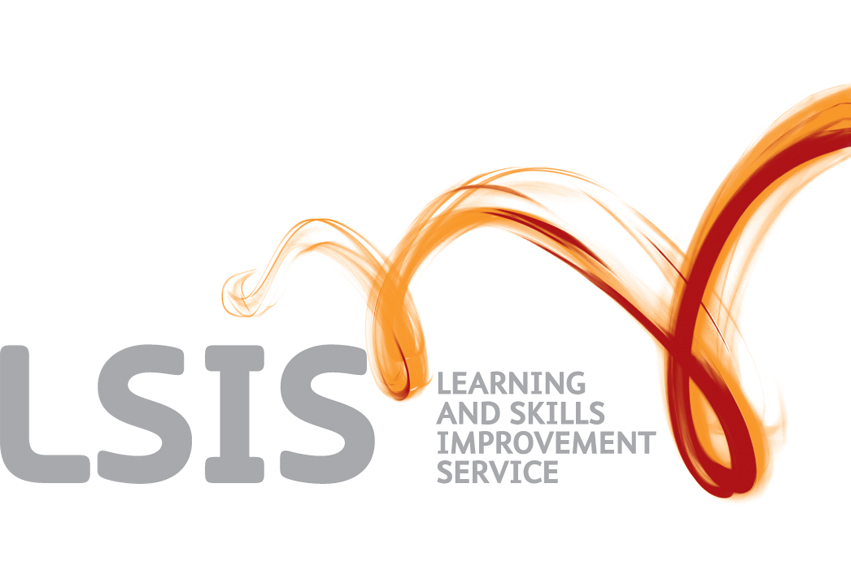 LSIS
LEARNING
AND SKILLS
IMPROVEMENT
SERVICE